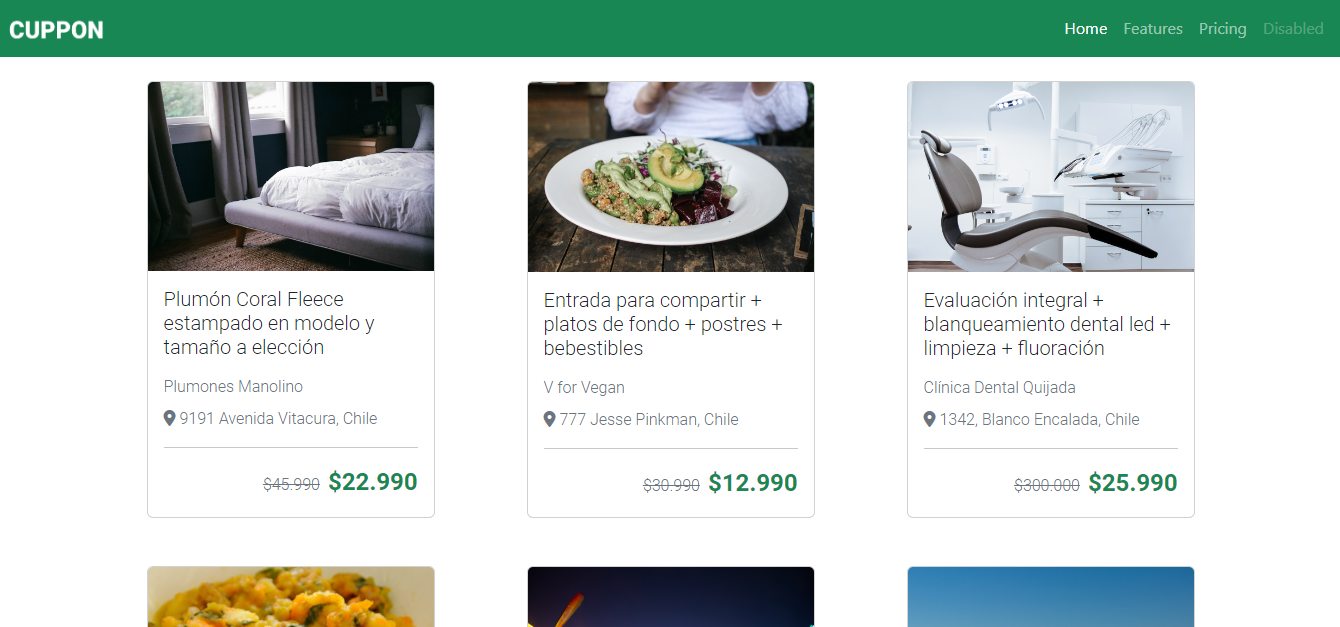 CUPPON
Home Features Pricing Disabled
Plumón Coral Fleece
estampado en modelo y
tamaño a elección
Plumones Manolino
9191 Avenida Vitacura, Chile
$45.990 $22.990
Entrada para compartir +
platos de fondo + postres +
bebestibles
V for Vegan
777 Jesse Pinkman, Chile
$30.990 $12.990
Evaluación integral +
blanqueamiento dental led +
limpieza + fluoración
Clínica Dental Quijada
1342, Blanco Encalada, Chile
$300.000 $25.990